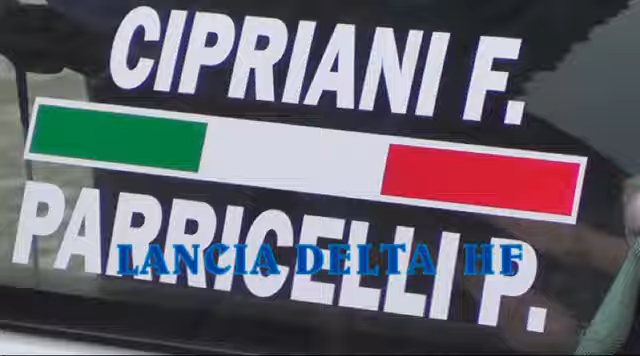 CIPRIANI F.
PARRICELLI P.
LANCIA DELTA HF